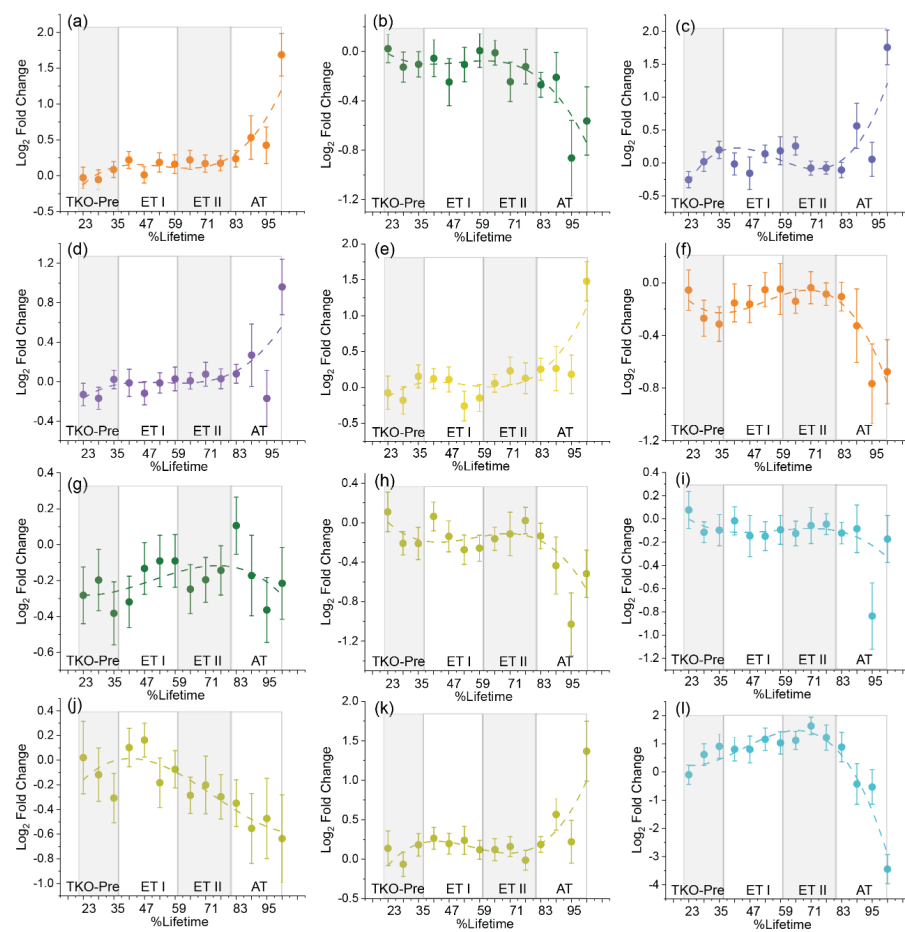 (a)
2.0
1.5
1.0
0.5
0.0
-0.5
Log2 Fold Change
TKO-Pre ET I ET II AT
23 35 47 59 71 83 95
%Lifetime
(b)
0.0
-0.4
-0.8
-1.2
Log2 Fold Change
TKO-Pre ET I ET II AT
23 35 47 59 71 83 95
%Lifetime
(c)
2.0
1.5
1.0
0.5
0.0
-0.5
-1.0
Log2 Fold Change
TKO-Pre ET I ET II AT
23 35 47 59 71 83 95
%Lifetime
(d)
1.2
0.8
0.4
0.0
-0.4
Log2 Fold Change
TKO-Pre ET I ET II AT
23 35 47 59 71 83 95
%Lifetime
(e)
2.0
1.5
1.0
0.5
0.0
-0.5
Log2 Fold Change
TKO-Pre ET I ET II AT
23 35 47 59 71 83 95
%Lifetime
(f)
0.0
-0.4
-0.8
-1.2
Log2 Fold Change
TKO-Pre ET I ET II AT
23 35 47 59 71 83 95
%Lifetime
(g)
0.4
0.2
0.0
-0.2
-0.4
-0.6
Log2 Fold Change
TKO-Pre ET I ET II AT
23 35 47 59 71 83 95
%Lifetime
(h)
0.4
0.0
-0.4
-0.8
-1.2
Log2 Fold Change
TKO-Pre ET I ET II AT
23 35 47 59 71 83 95
%Lifetime
(i)
0.4
0.2
0.0
-0.2
-0.4
-0.6
-0.8
-1.0
-1.2
Log2 Fold Change
TKO-Pre ET I ET II AT
23 35 47 59 71 83 95
%Lifetime
(j)
0.4
0.2
0.0
-0.2
-0.4
-0.6
-0.8
-1.0
Log2 Fold Change
TKO-Pre ET I ET II AT
23 35 47 59 71 83 95
%Lifetime
(k)
2.0
1.5
1.0
0.5
0.0
-0.5
Log2 Fold Change
TKO-Pre ET I ET II AT
23 35 47 59 71 83 95
%Lifetime
(l)
2
1
0
-1
-2
-3
-4
Log2 Fold Change
TKO-Pre ET I ET II AT
23 35 47 59 71 83 95
%Lifetime